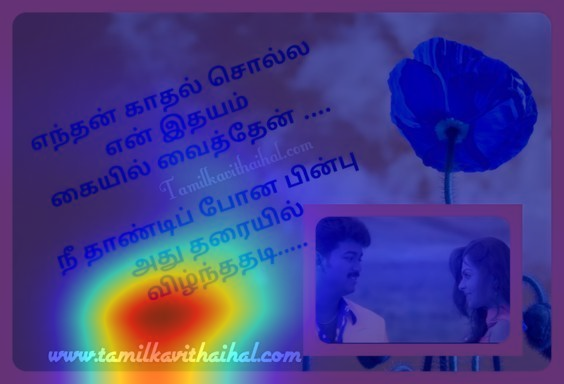 எந்தன் காதல் சொல்ல
என் இதயம்
கையில் வைத்தேன் ....
Tamilkavithaihal.com
நீ தாண்டிப் போன பின்பு
அது தரையில்
விழ்ந்ததடி.....
www.tamilkavithaihal.com